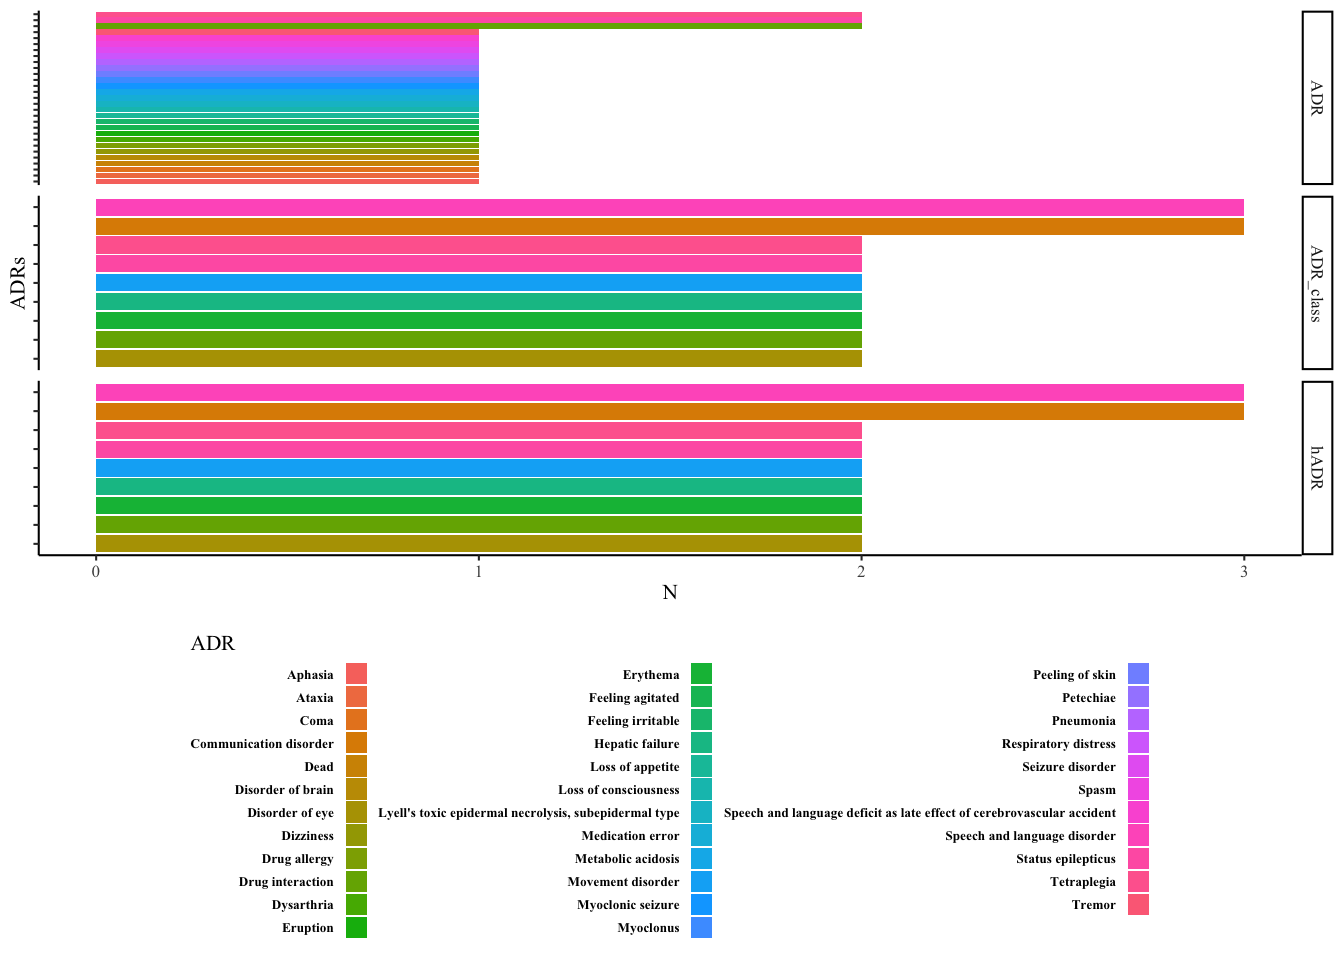 ADR
ADR_class
hADR
ADRs
0 1 2 3
N
ADR
Aphasia
Ataxia
Coma
Communication disorder
Dead
Disorder of brain
Disorder of eye
Dizziness
Drug allergy
Drug interaction
Dysarthria
Eruption
Erythema
Feeling agitated
Feeling irritable
Hepatic failure
Loss of appetite
Loss of consciousness
Lyell's toxic epidermal necrolysis, subepidermal type
Medication error
Metabolic acidosis
Movement disorder
Myoclonic seizure
Myoclonus
Peeling of skin
Petechiae
Pneumonia
Respiratory distress
Seizure disorder
Spasm
Speech and language deficit as late effect of cerebrovascular accident
Speech and language disorder
Status epilepticus
Tetraplegia
Tremor